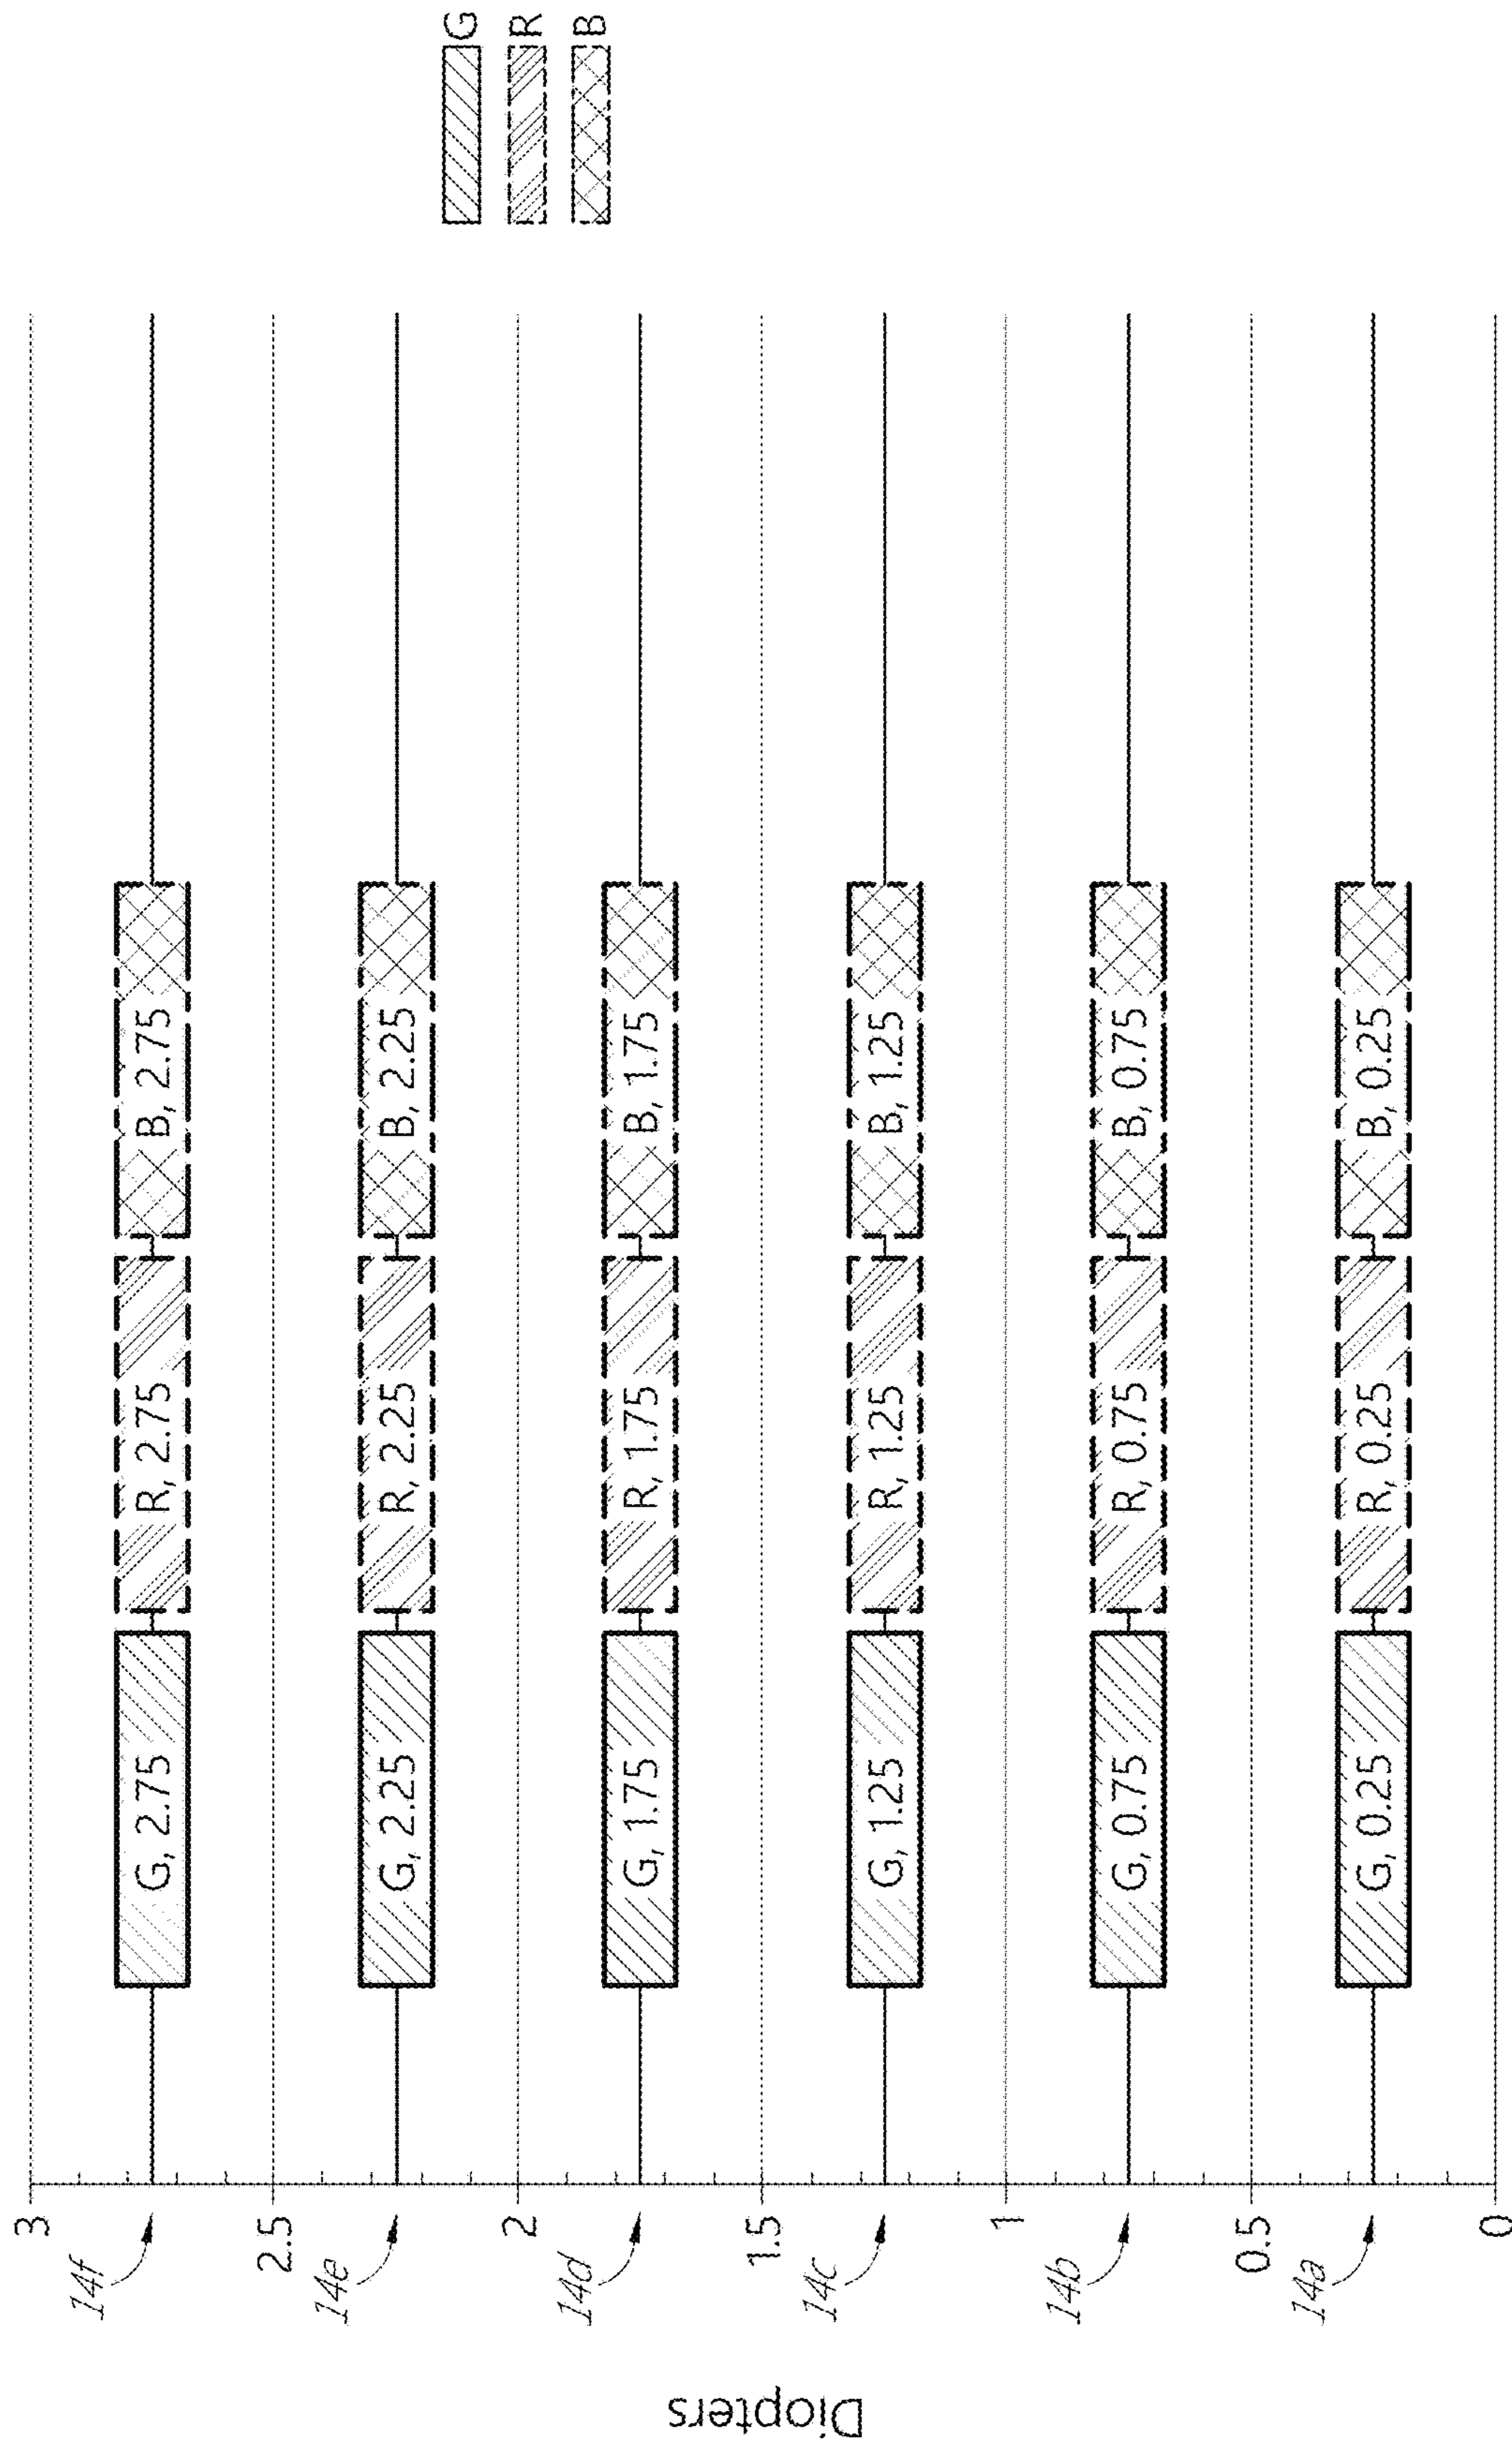 Diopters
3
14f
G, 2.75
R, 2.75
B, 2.75
2.5
14e
G, 2.25
R, 2.25
B, 2.25
2
14d
G, 1.75
R, 1.75
B, 1.75
1.5
14c
G, 1.25
R, 1.25
B, 1.25
1
14b
G, 0.75
R, 0.75
B, 0.75
0.5
14a
G, 0.25
R, 0.25
B, 0.25
0
G
R
B